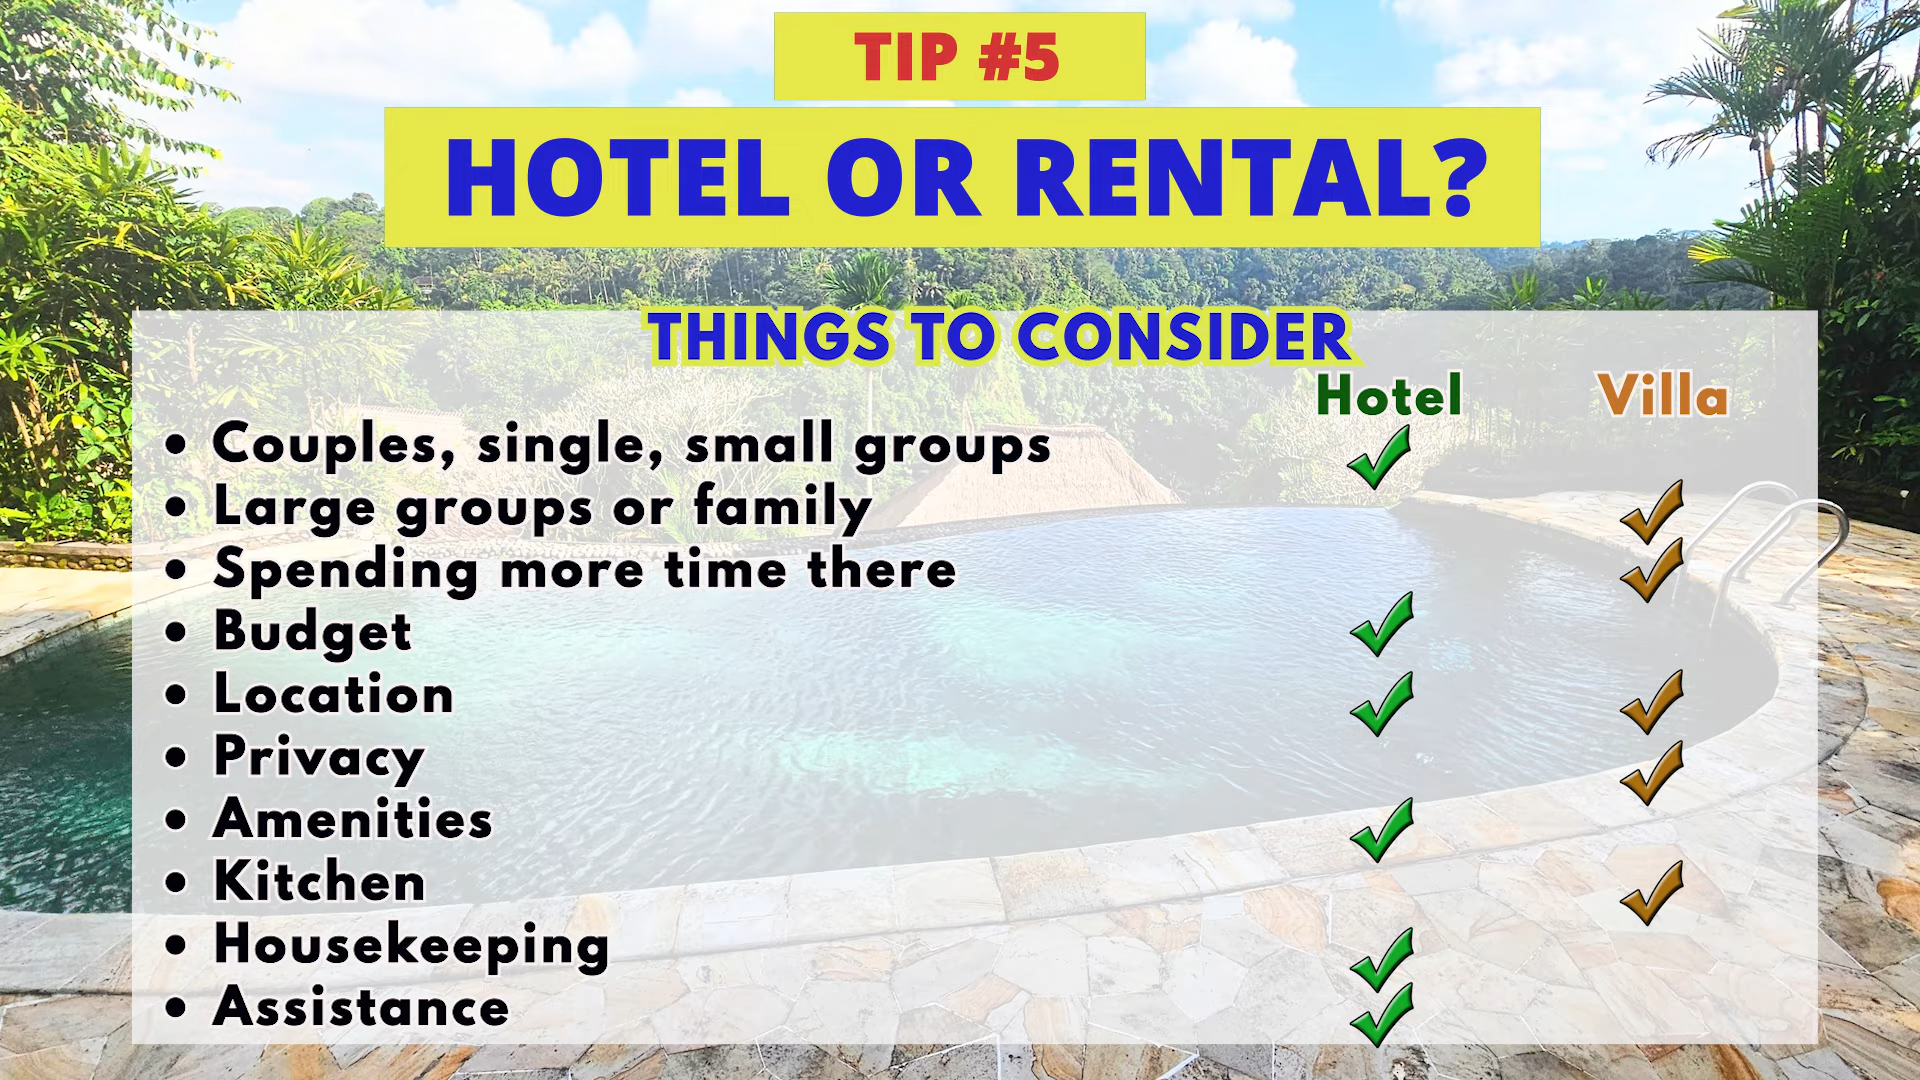 TIP #5
HOTEL OR RENTAL?
THINGS TO CONSIDER
Hotel Villa
• Couples, single, small groups
• Large groups or family
• Spending more time there
• Budget
• Location
• Privacy
• Amenities
• Kitchen
• Housekeeping
• Assistance